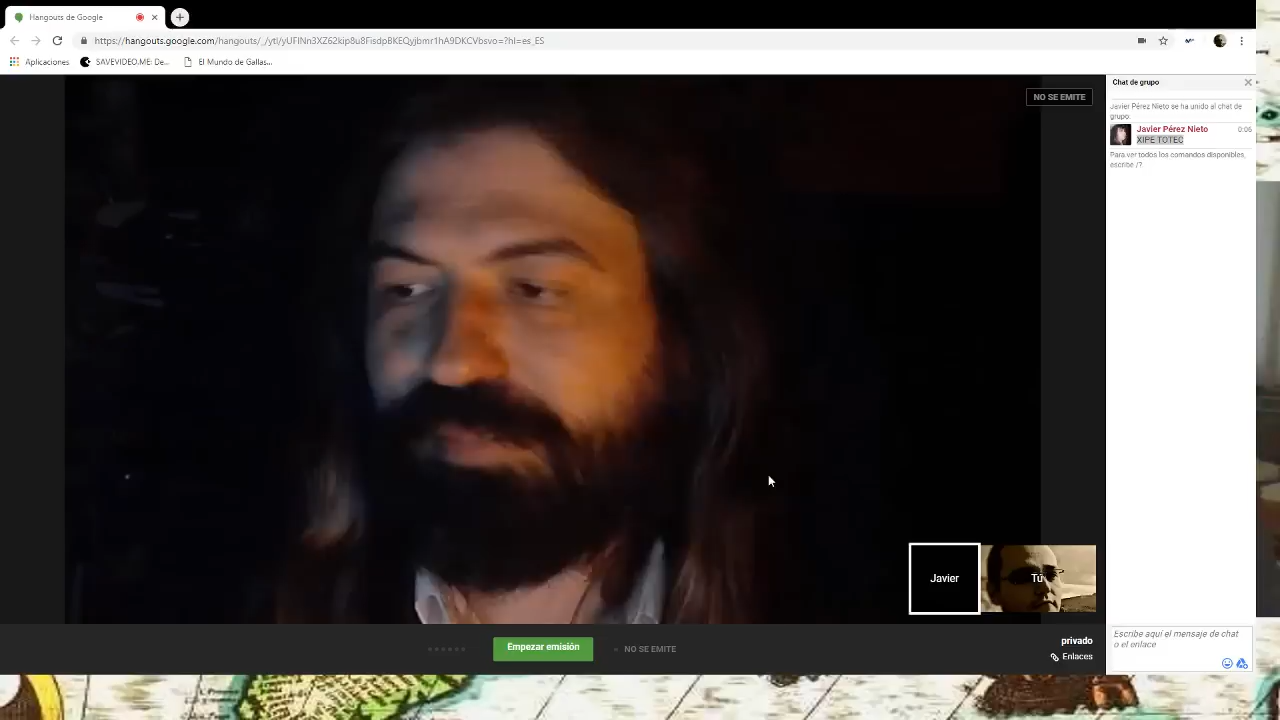 Hangouts de Google
https://hangouts.google.com/hangouts/_/ytl/yUFINn3XZ62kip8u8FisdpBKEQyjbmr1hA9DKCVbsvo=?hl=es_ES
Aplicaciones
SAVEVIDEO.ME: De...
El Mundo de Gallas...
NO SE EMITE
Chat de grupo
Javier Pérez Nieto se ha unido al chat de
grupo.
Javier Pérez Nieto 0:06
XIPE TOTEC
Para ver todos los comandos disponibles,
escribe /?
Javier
Tú
Empezar emisión
NO SE EMITE
privado
Enlaces
Escribe aquí el mensaje de chat
o el enlace